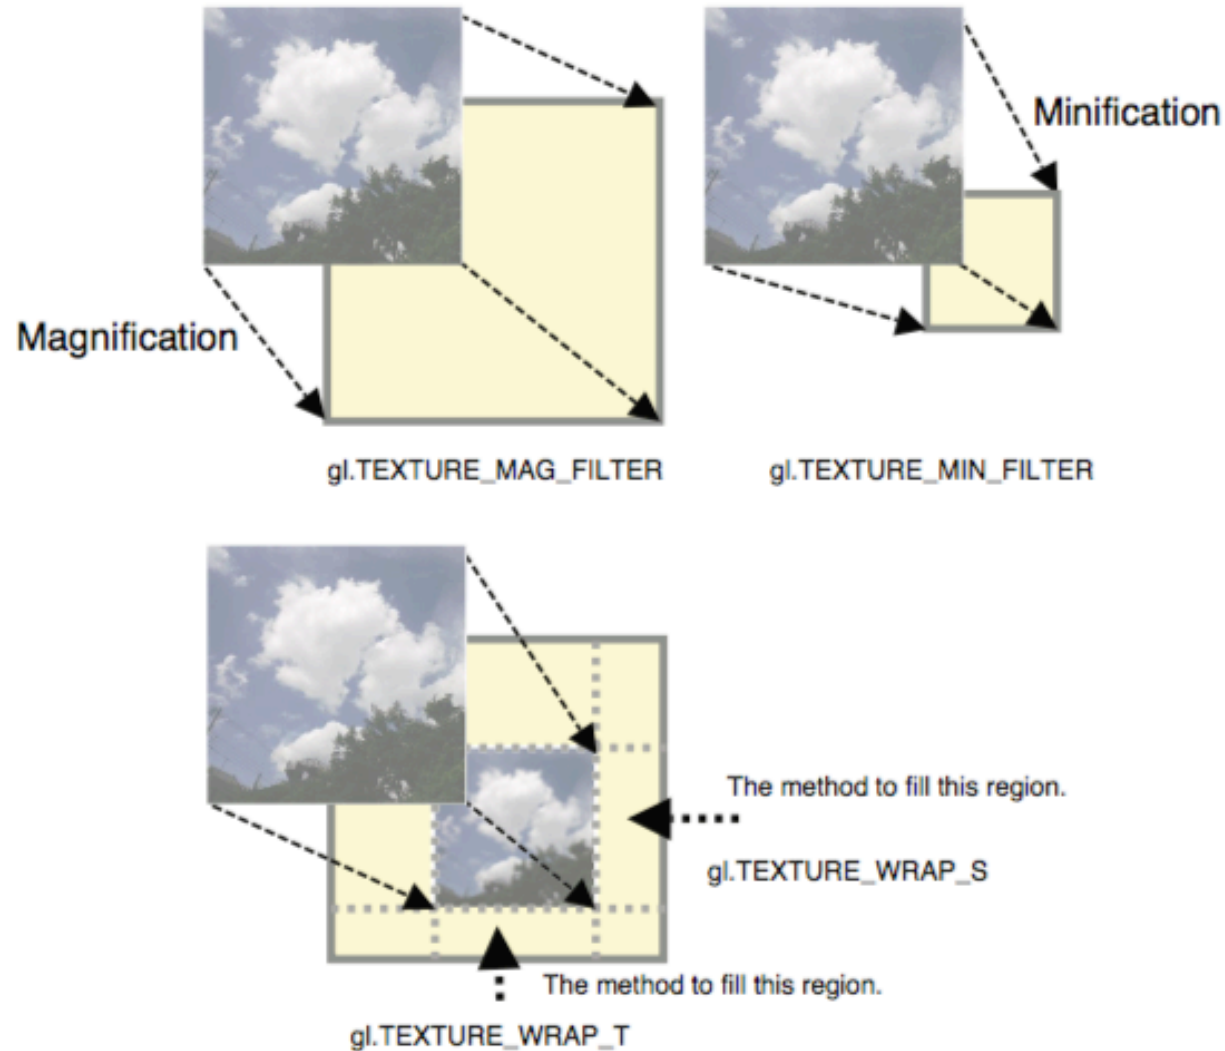 Minification
Magnification
gl.TEXTURE_MAG_FILTER
gl.TEXTURE_MIN_FILTER
The method to fill this region.
gl.TEXTURE_WRAP_S
The method to fill this region.
gl.TEXTURE_WRAP_T